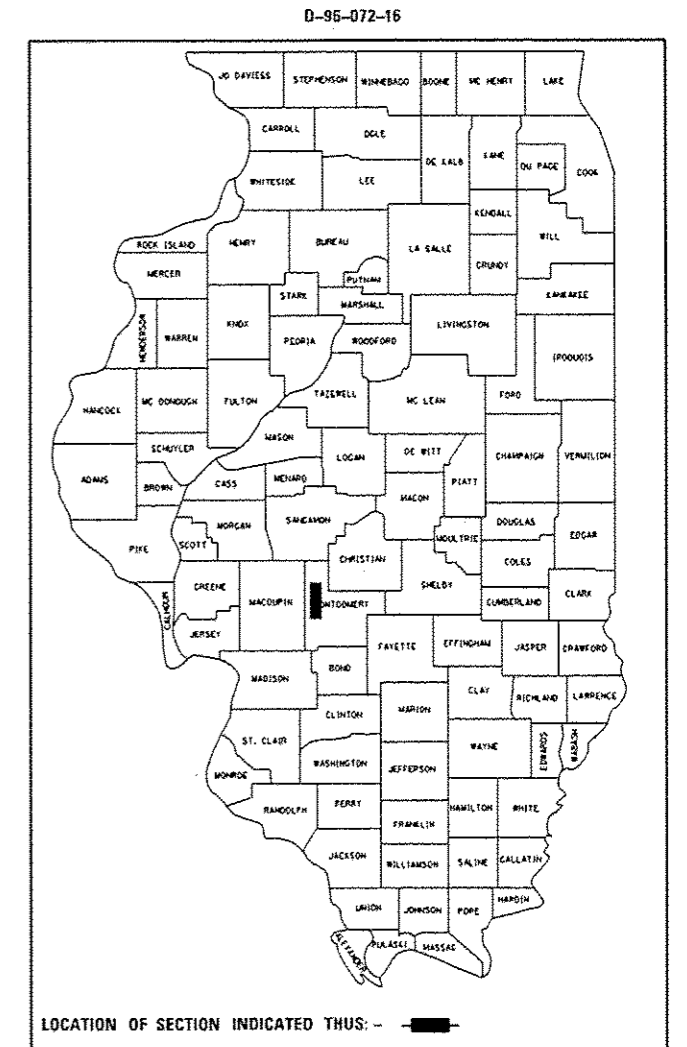 D-96-072-16
JO DAVIESS STEPHENSON WINNEBAGO BOONE MC HENRY LAKE
CARROLL OGLE DE KALB KANE DU PAGE COOK
WHITESIDE LEE KENDALL WILL
ROCK ISLAND HENRY BUREAU LA SALLE GRUNDY
MERCER PUTNAM KANKAKEE
STARK MARSHALL LIVINGSTON
HENDERSON WARREN KNOX PEORIA WOODFORD IROQUOIS
HANCOCK MC DONOUGH FULTON TAZEWELL MC LEAN FORD
SCHUYLER MASON LOGAN DE WITT CHAMPAIGN VERMILION
ADAMS BROWN CASS MENARD MACON PIATT
PIKE SCOTT MORGAN SANGAMON CHRISTIAN MOULTRIE DOUGLAS COLES EDGAR
CALHOUN GREENE MACOUPIN ONTGOMERY SHELBY CUMBERLAND CLARK
JERSEY FAYETTE EFFINGHAM JASPER CRAWFORD
MADISON BOND CLAY RICHLAND LAWRENCE
CLINTON MARION
ST. CLAIR WASHINGTON JEFFERSON WAYNE EDWARDS WABASH
MONROE
RANDOLPH PERRY FRANKLIN HAMILTON WHITE
JACKSON WILLIAMSON SALINE GALLATIN
UNION JOHNSON POPE HARDIN
ALEXANDER PULASKI MASSAC
LOCATION OF SECTION INDICATED THUS: -